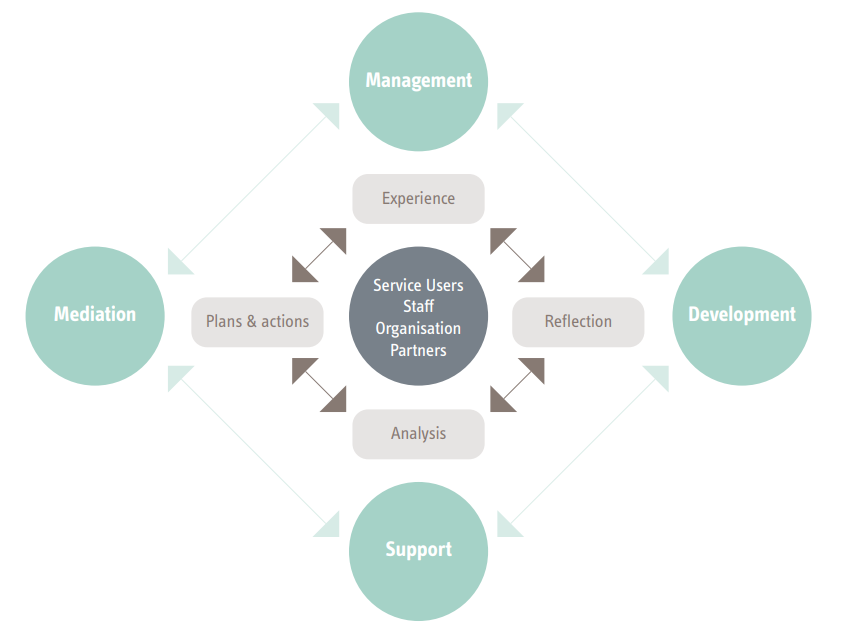 Management
Experience
Service Users
Staff
Organisation
Partners
Mediation
Plans & actions
Reflection
Development
Analysis
Support